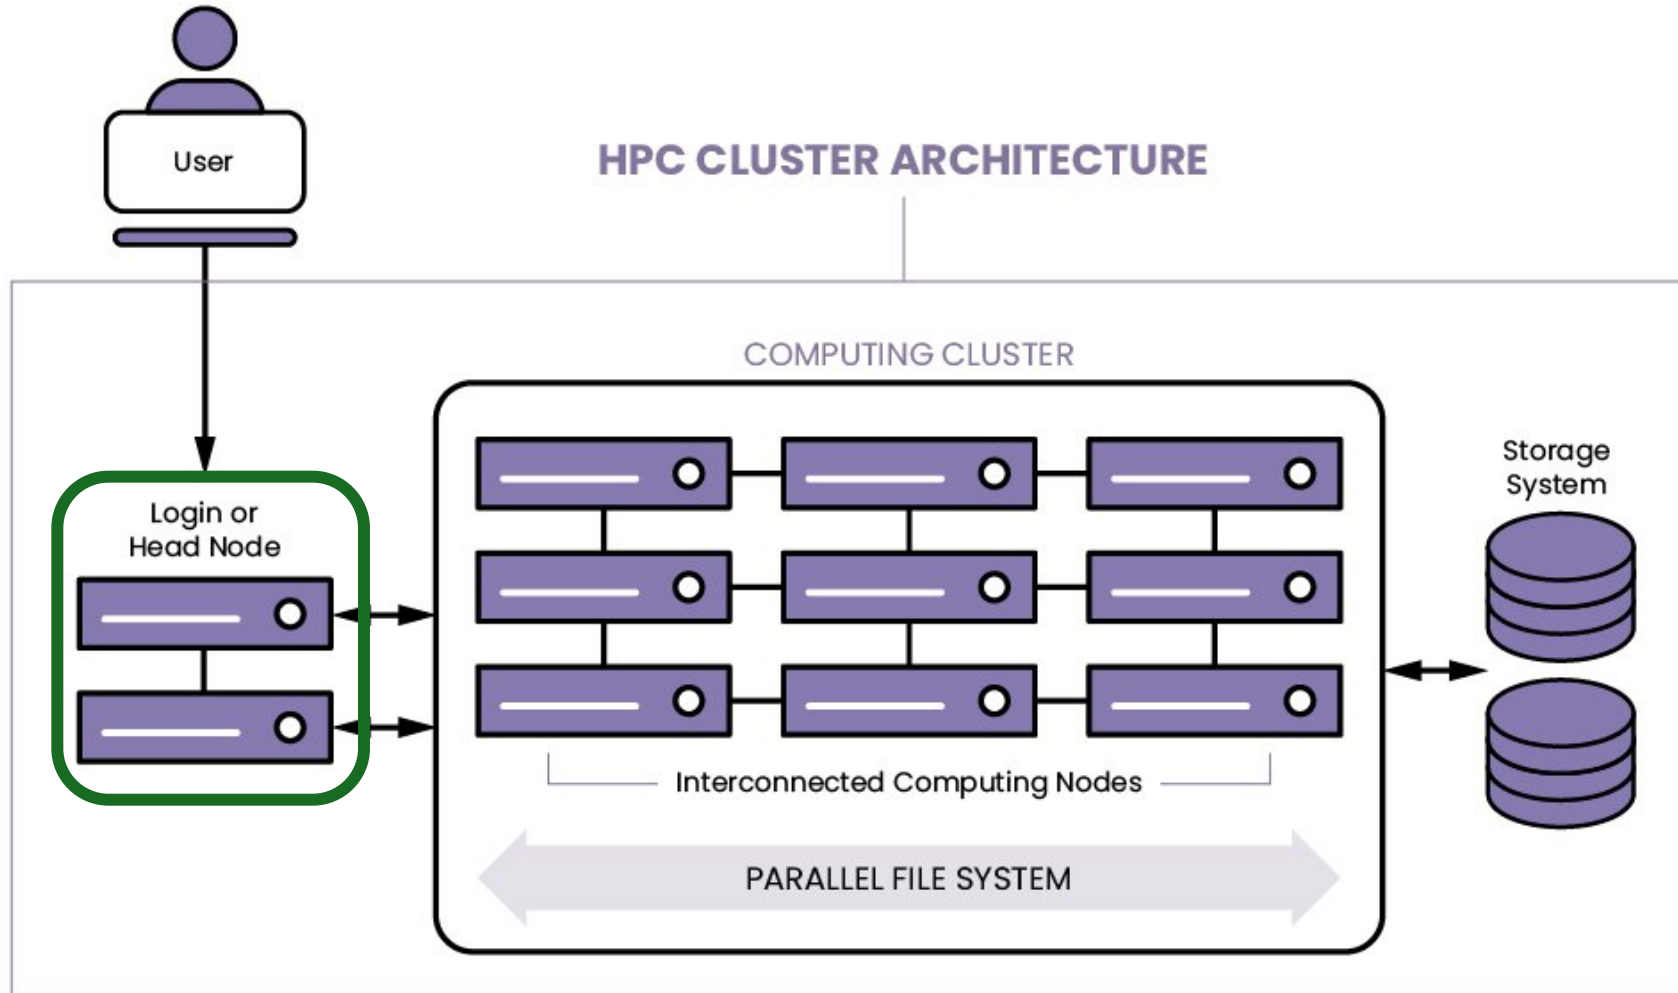 User
HPC CLUSTER ARCHITECTURE
COMPUTING CLUSTER
Login or
Head Node
Storage
System
Interconnected Computing Nodes
PARALLEL FILE SYSTEM